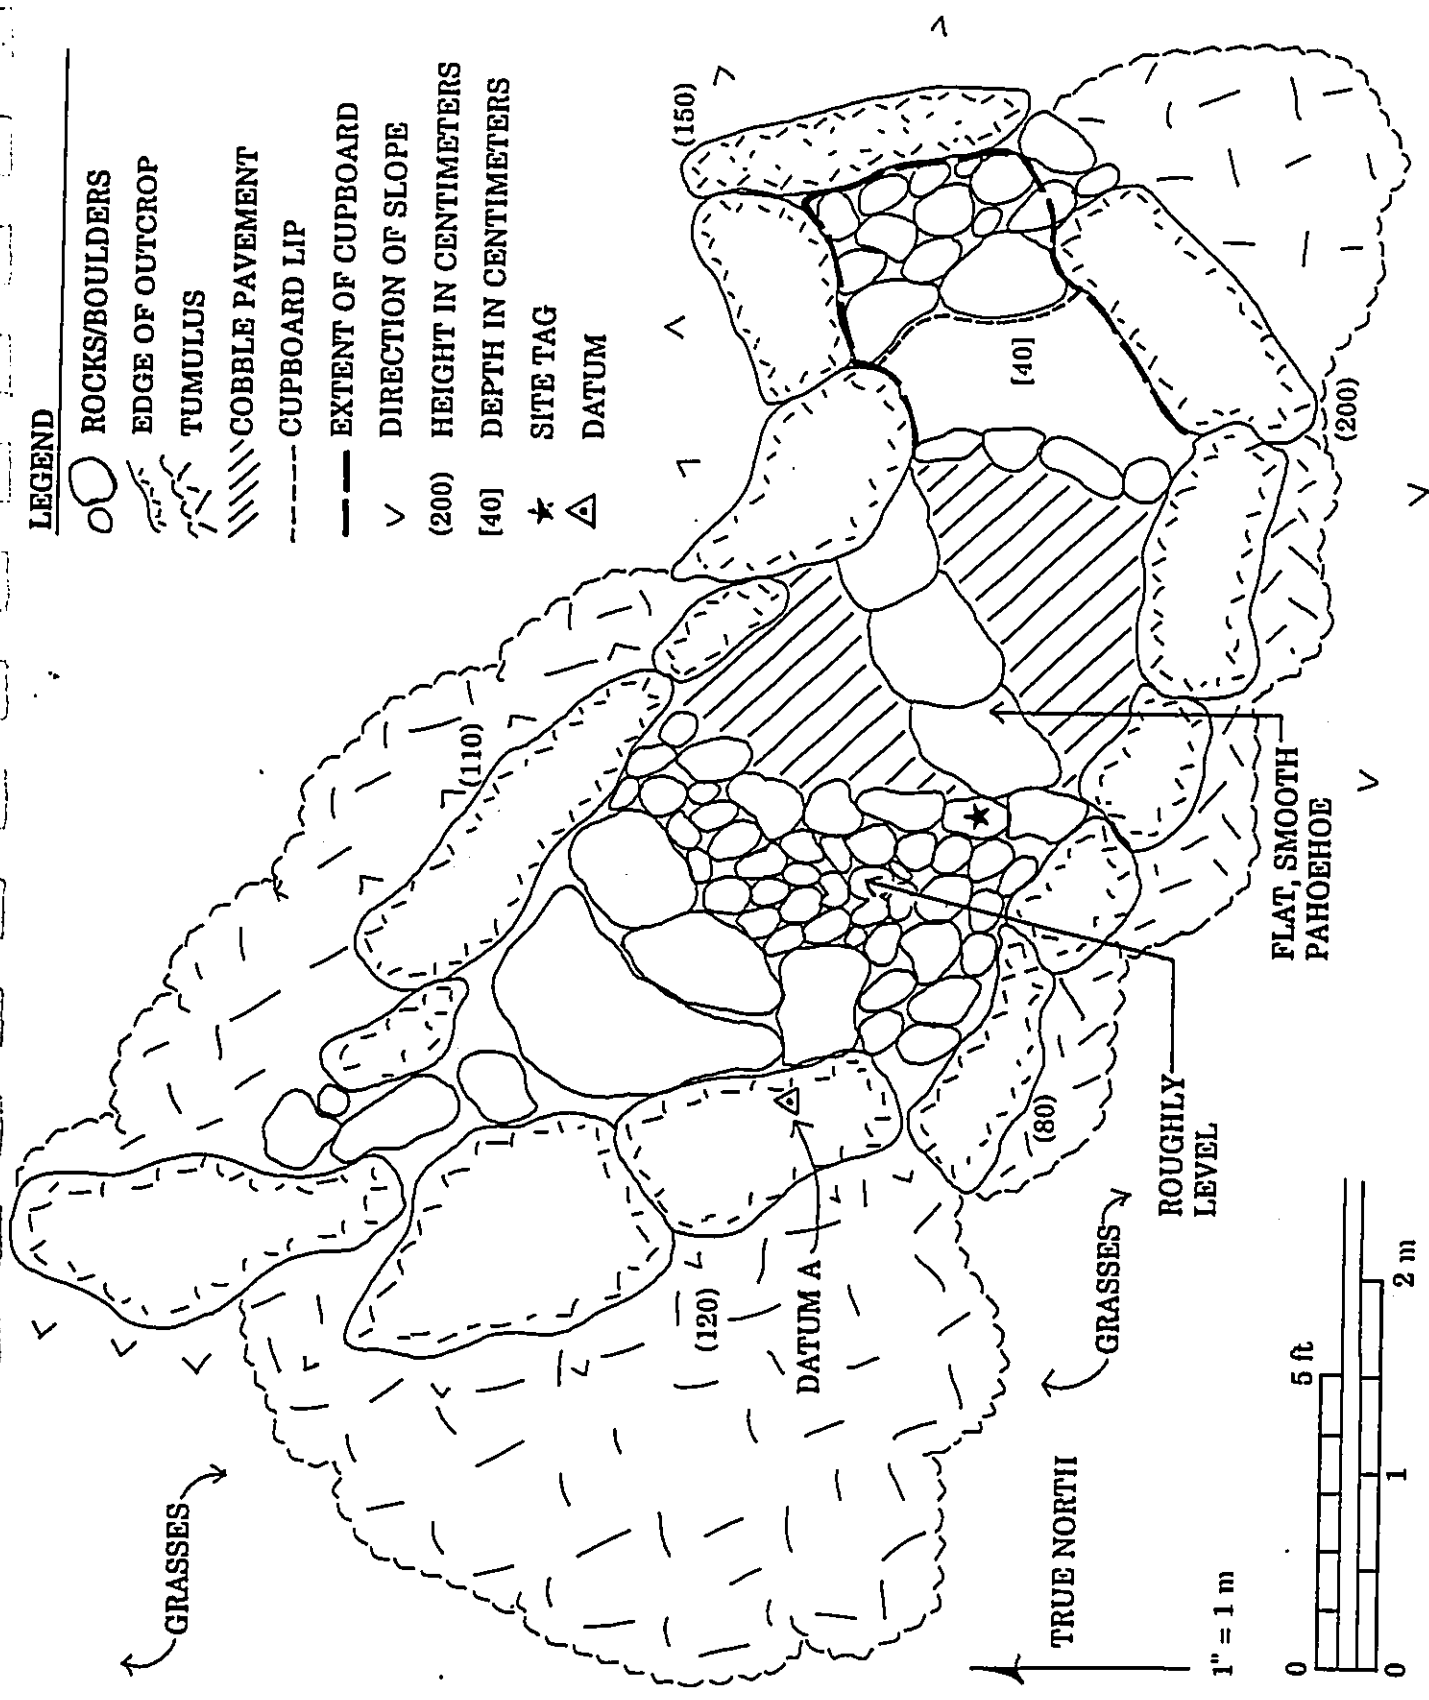 LEGEND
ROCKS/BOULDERS
EDGE OF OUTCROP
TUMULUS
COBBLE PAVEMENT
CUPBOARD LIP
EXTENT OF CUPBOARD
V DIRECTION OF SLOPE
(200) HEIGHT IN CENTIMETERS
[40] DEPTH IN CENTIMETERS
SITE TAG
DATUM
GRASSES
(110)
(150)
[40]
(200)
(120)
DATUM A
(80)
GRASSES
ROUGHLY
LEVEL
FLAT, SMOOTH
PAHOEHOE
TRUE NORTH
1" = 1 m
0 5 ft
0 1 2 m